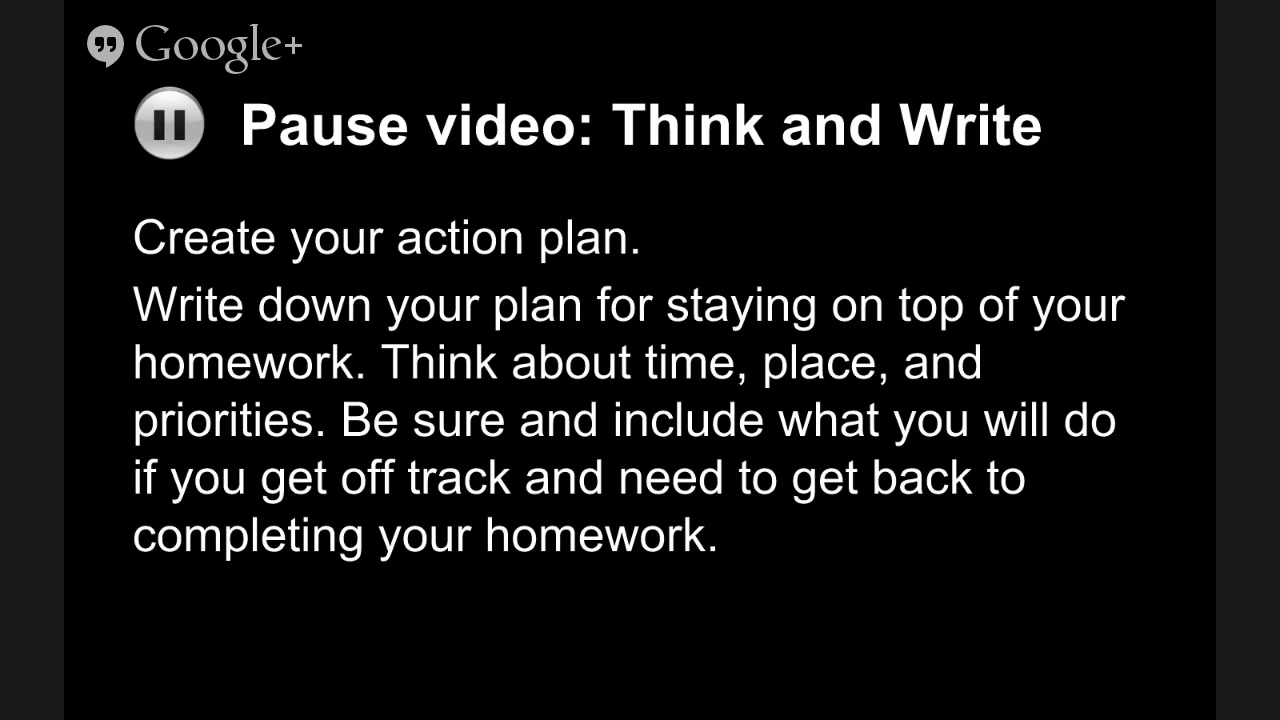 Google+
Pause video: Think and Write
Create your action plan.
Write down your plan for staying on top of your
homework. Think about time, place, and
priorities. Be sure and include what you will do
if you get off track and need to get back to
completing your homework.